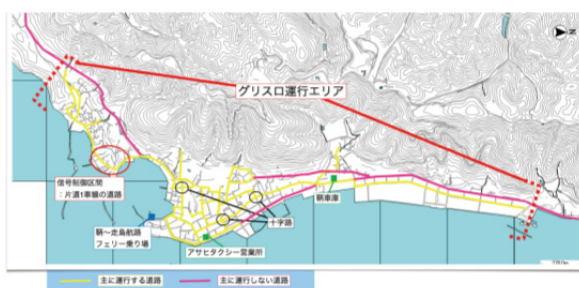 N
グリスロ運行エリア
信号制御区間
：片道1車線の道路
鞆車庫
十字路
鞆〜走島航路
フェリー乗り場
アサヒタクシー営業所
主に運行する道路
主に運行しない道路